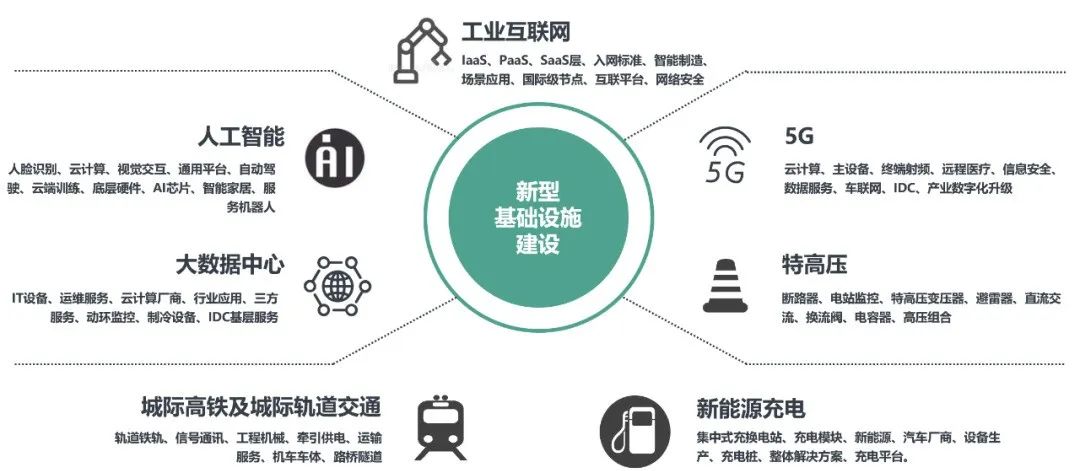 工业互联网
IaaS、PaaS、SaaS层、入网标准、智能制造、
场景应用、国际级节点、互联平台、网络安全
人工智能
人脸识别、云计算、视觉交互、通用平台、自动驾
驶、云端训练、底层硬件、AI芯片、智能家居、服
务机器人
AI
5G
5G
云计算、主设备、终端射频、远程医疗、信息安全、
数据服务、车联网、IDC、产业数字化升级
新型
基础设施
建设
大数据中心
IT设备、运维服务、云计算厂商、行业应用、三方
服务、动环监控、制冷设备、IDC基层服务
特高压
断路器、电站监控、特高压变压器、避雷器、直流交
流、换流阀、电容器、高压组合
城际高铁及城际轨道交通
轨道铁轨、信号通讯、工程机械、牵引供电、运输
服务、机车车体、路桥隧道
新能源充电
集中式充换电站、充电模块、新能源、汽车厂商、设备生
产、充电桩、整体解决方案、充电平台。